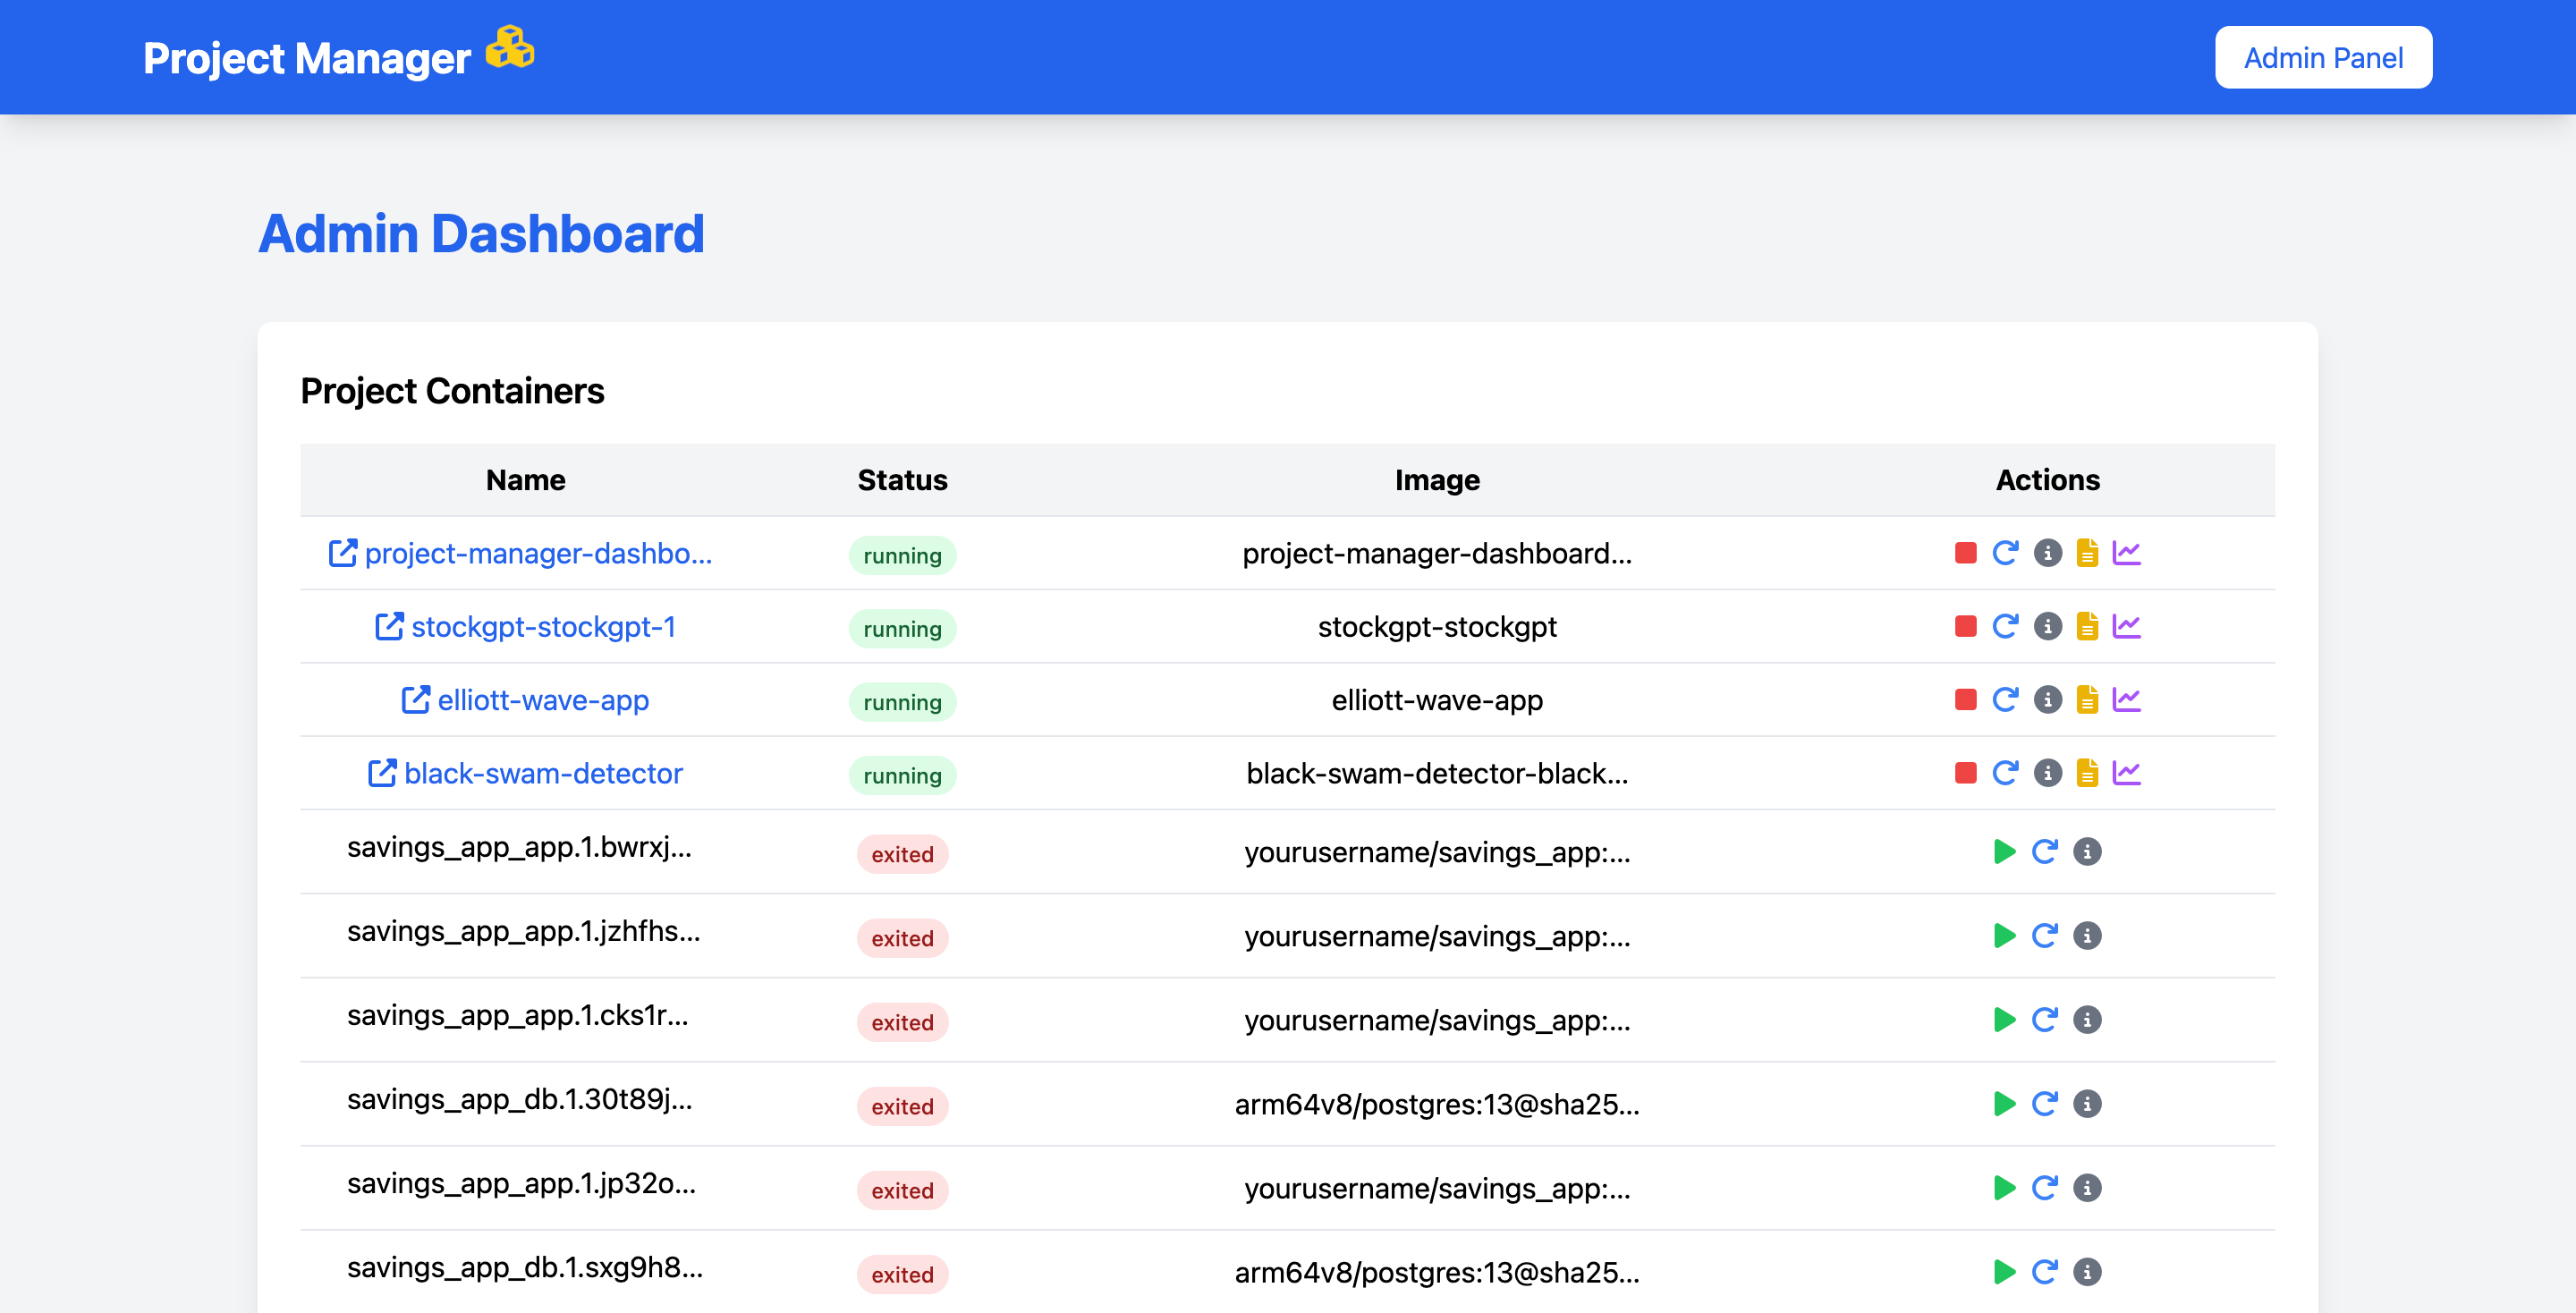 Project Manager
Admin Panel
Admin Dashboard
Project Containers
Name Status Image Actions
project-manager-dashbo... running project-manager-dashboard...
stockgpt-stockgpt-1 running stockgpt-stockgpt
elliott-wave-app running elliott-wave-app
black-swam-detector running black-swam-detector-black...
savings_app_app.1.bwrxj... exited yourusername/savings_app:...
savings_app_app.1.jzhfhs... exited yourusername/savings_app:...
savings_app_app.1.cks1r... exited yourusername/savings_app:...
savings_app_db.1.30t89j... exited arm64v8/postgres:13@sha25...
savings_app_app.1.jp32o... exited yourusername/savings_app:...
savings_app_db.1.sxg9h8... exited arm64v8/postgres:13@sha25...